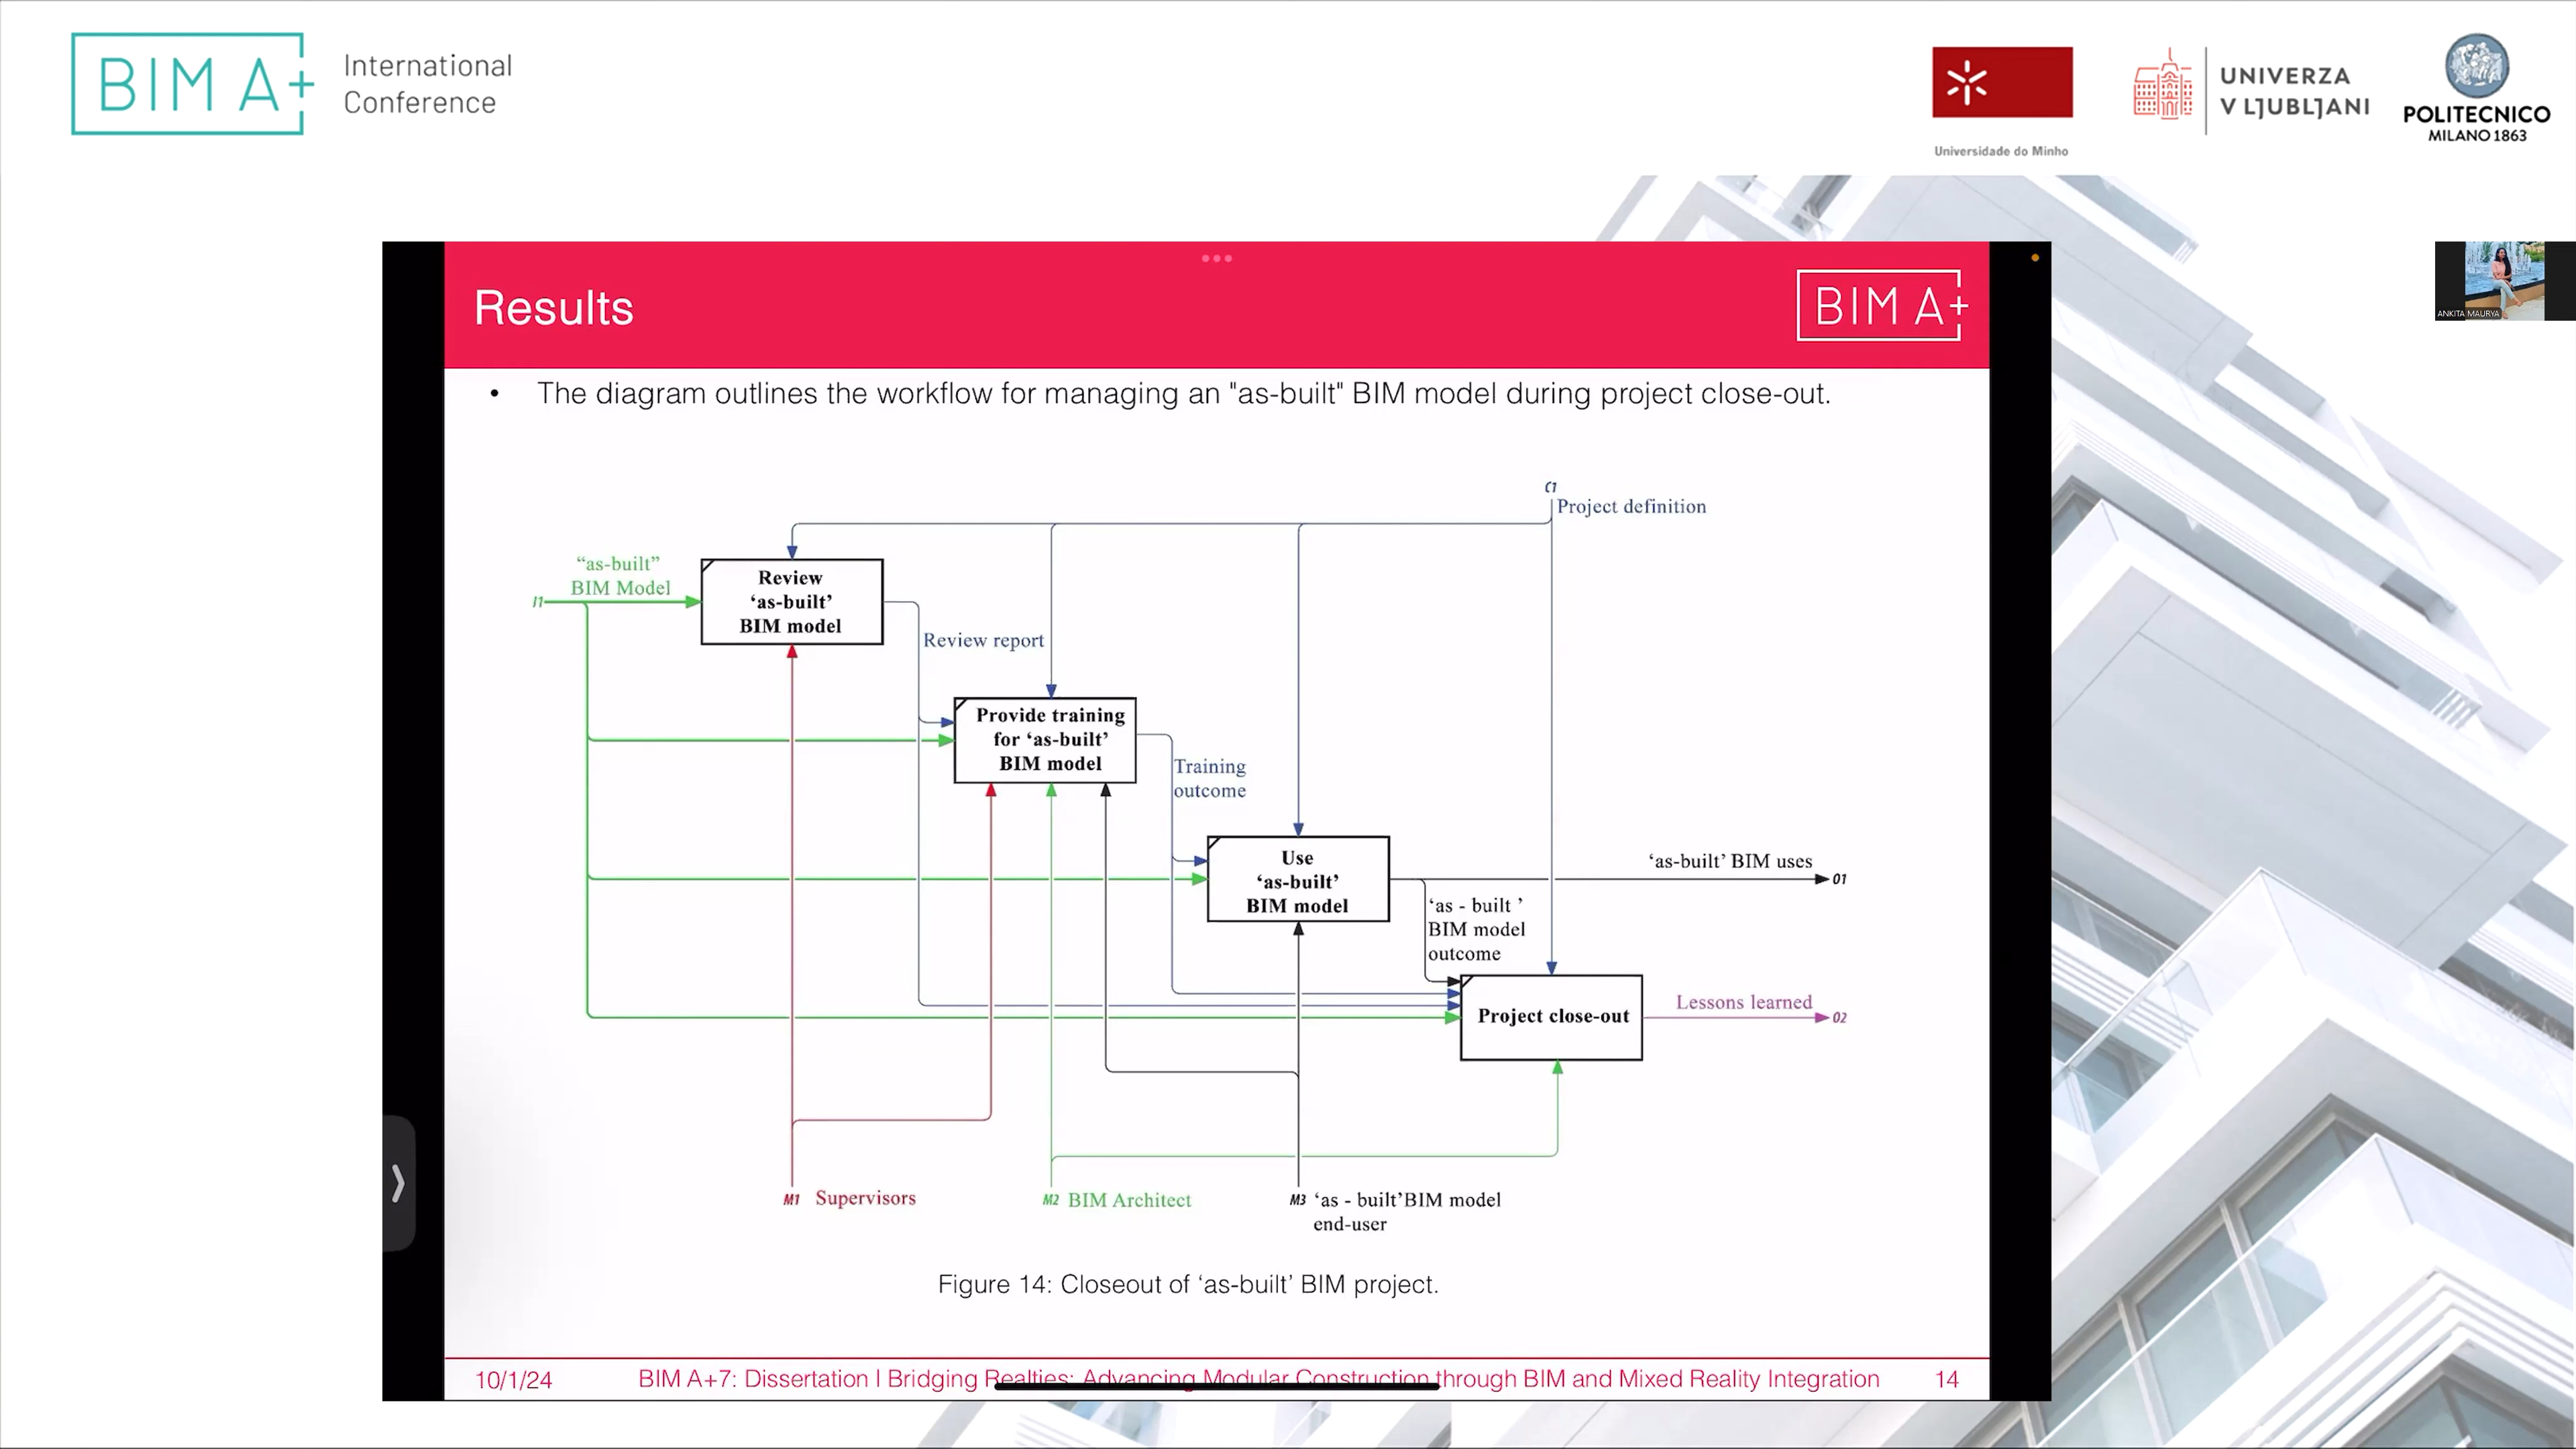 BIM A+
International
Conference
Universidade do Minho
UNIVERZA
V LJUBLJANI
POLITECNICO
MILANO 1863
ANKITA MAURYA
Results
BIM A+
• The diagram outlines the workflow for managing an "as-built" BIM model during project close-out.
C1
Project definition
"as-built"
BIM Model
I1
Review
‘as-built’
BIM model
Review report
Provide training
for ‘as-built’
BIM model
Training
outcome
Use
‘as-built’
BIM model
‘as-built’ BIM uses
O1
‘as - built ’
BIM model
outcome
Project close-out
Lessons learned
O2
M1 Supervisors
M2 BIM Architect
M3 ‘as - built’BIM model
end-user
Figure 14: Closeout of ‘as-built’ BIM project.
10/1/24
BIM A+7: Dissertation I Bridging Realties: Advancing Modular Construction through BIM and Mixed Reality Integration
14